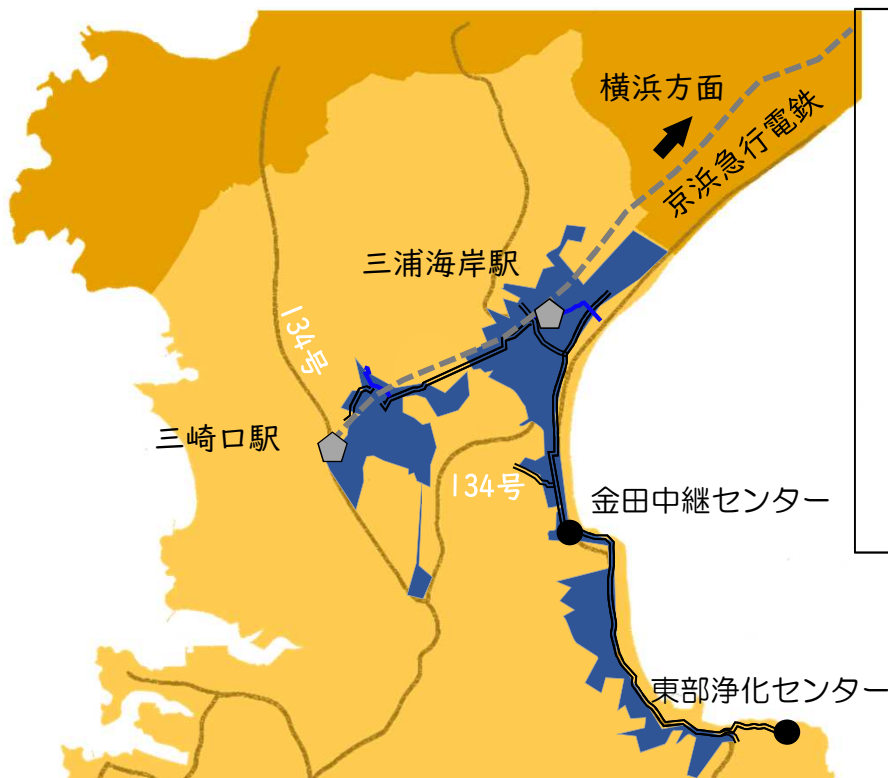 横浜方面
京浜急行電鉄
三浦海岸駅
134号
三崎口駅
134号
金田中継センター
東部浄化センター